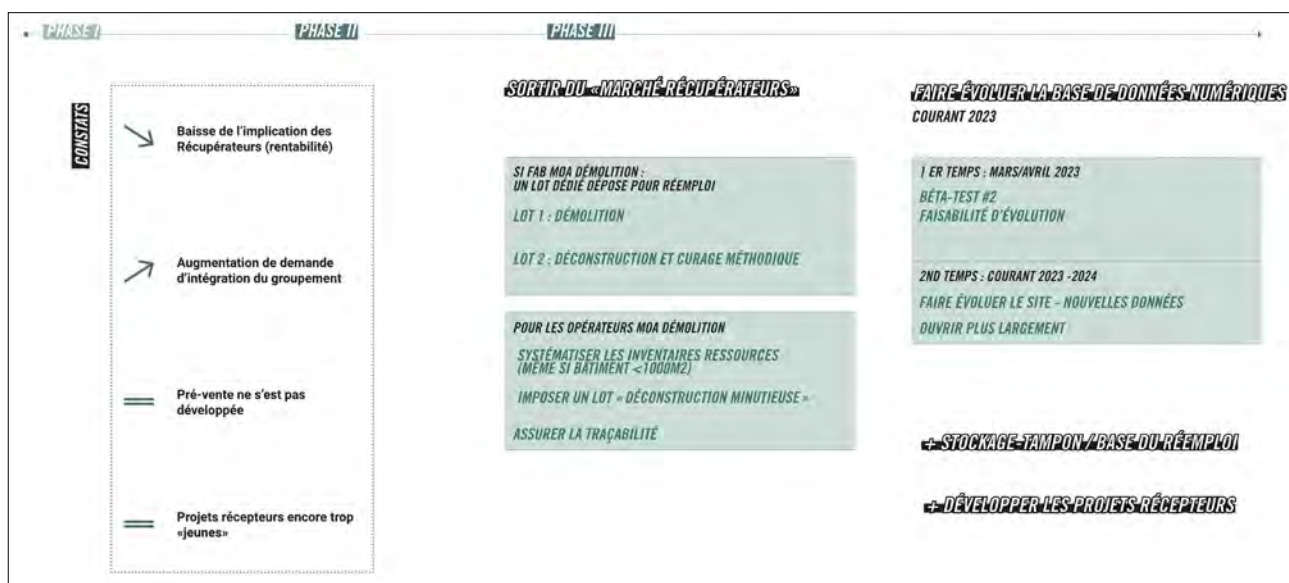 PHASE I
PHASE II
PHASE III
CONSTATS
Baisse de l'implication des
Récupérateurs (rentabilité)
Augmentation de demande
d'intégration du groupement
Pré-vente ne s'est pas
développée
Projets récepteurs encore trop
«jeunes»
SORTIR DU «MARCHÉ RÉCUPÉRATEURS»
SI FAB MOA DÉMOLITION :
UN LOT DÉDIÉ DÉPOSE POUR RÉEMPLOI
LOT 1 : DÉMOLITION
LOT 2 : DÉCONSTRUCTION ET CURAGE MÉTHODIQUE
POUR LES OPÉRATEURS MOA DÉMOLITION
SYSTÉMATISER LES INVENTAIRES RESSOURCES
(MÊME SI BÂTIMENT <1000M2)
IMPOSER UN LOT « DÉCONSTRUCTION MINUTIEUSE »
ASSURER LA TRAÇABILITÉ
FAIRE ÉVOLUER LA BASE DE DONNÉES NUMÉRIQUES
COURANT 2023
1 ER TEMPS : MARS/AVRIL 2023
BÉTA-TEST #2
FAISABILITÉ D'ÉVOLUTION
2ND TEMPS : COURANT 2023 -2024
FAIRE ÉVOLUER LE SITE - NOUVELLES DONNÉES
OUVRIR PLUS LARGEMENT
+ STOCKAGE-TAMPON / BASE DU RÉEMPLOI
+ DÉVELOPPER LES PROJETS RÉCEPTEURS